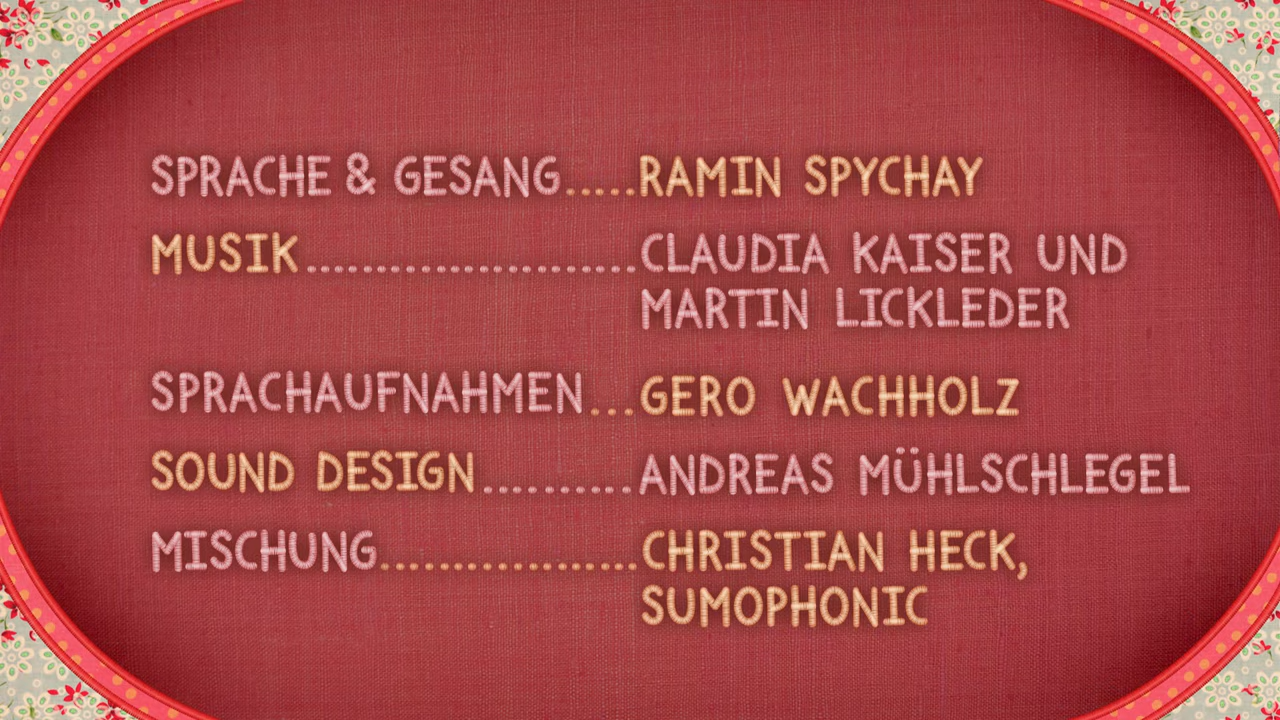 SPRACHE & GESANG.....RAMIN SPYCHAY
MUSIK........................CLAUDIA KAISER UND
MARTIN LICKLEDER
SPRACHAUFNAHMEN...GERO WACHHOLZ
SOUND DESIGN..........ANDREAS MÜHLSCHLEGEL
MISCHUNG..................CHRISTIAN HECK,
SUMOPHONIC